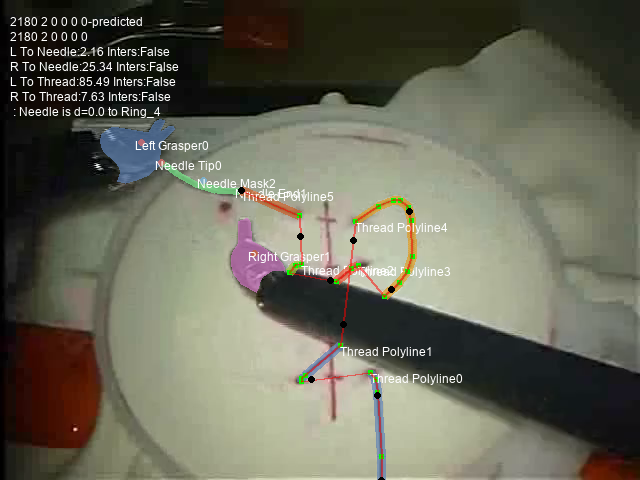 2180 2 0 0 0 0-predicted
2180 2 0 0 0 0
L To Needle:2.16 Inters:False
R To Needle:25.34 Inters:False
L To Thread:85.49 Inters:False
R To Thread:7.63 Inters:False
: Needle is d=0.0 to Ring_4
Left Grasper0
Needle Tip0
Needle Mask2
Thread Polyline5
Thread Polyline4
Right Grasper1
Thread Polyline3
Thread Polyline1
Thread Polyline0